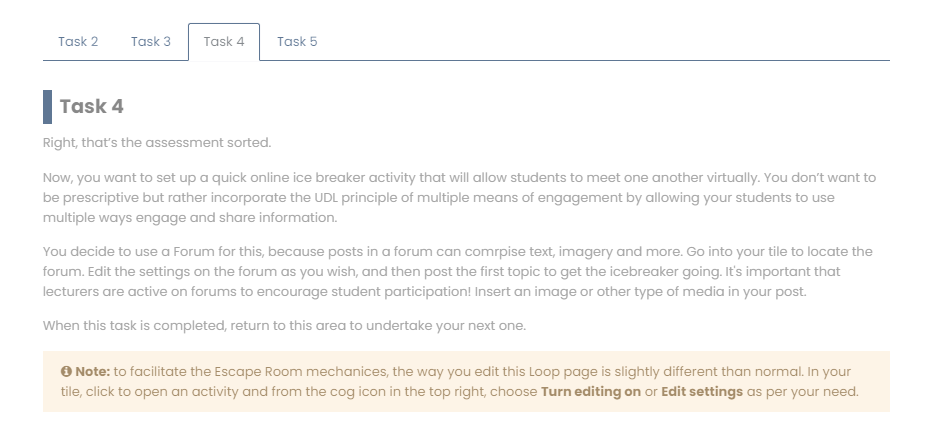 Task 2 Task 3 Task 4 Task 5
Task 4
Right, that's the assessment sorted.
Now, you want to set up a quick online ice breaker activity that will allow students to meet one another virtually. You don't want to
be prescriptive but rather incorporate the UDL principle of multiple means of engagement by allowing your students to use
multiple ways engage and share information.
You decide to use a Forum for this, because posts in a forum can comrpise text, imagery and more. Go into your tile to locate the
forum. Edit the settings on the forum as you wish, and then post the first topic to get the icebreaker going. It's important that
lecturers are active on forums to encourage student participation! Insert an image or other type of media in your post.
When this task is completed, return to this area to undertake your next one.
Note: to facilitate the Escape Room mechanices, the way you edit this Loop page is slightly different than normal. In your
tile, click to open an activity and from the cog icon in the top right, choose Turn editing on or Edit settings as per your need.